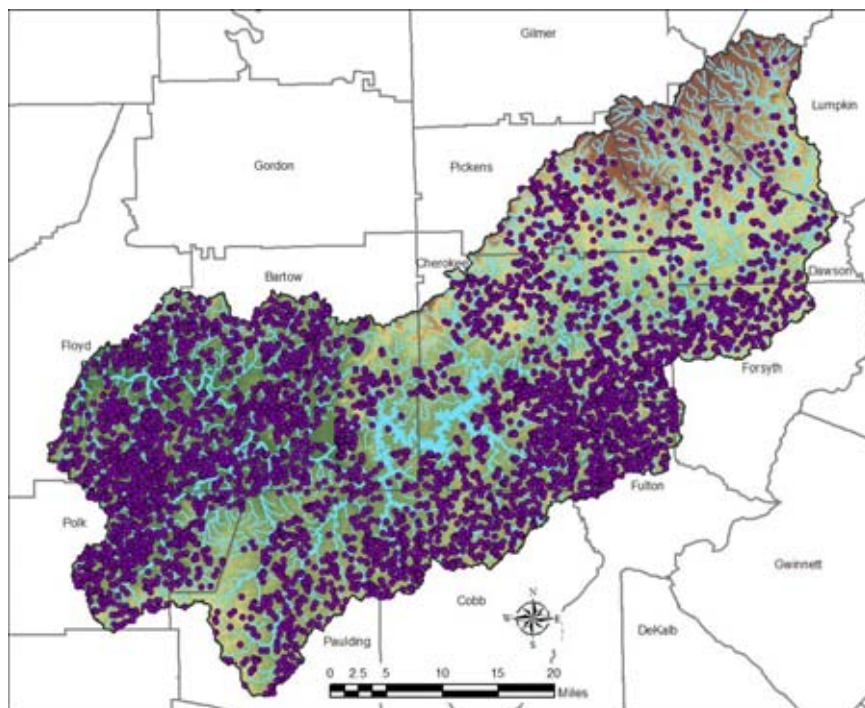 Gilmer
Lumpkin
Gordon
Pickens
Cherokee
Bartow
Dawson
Floyd
Forsyth
Fulton
Polk
Gwinnett
N
W E
S
Cobb
DeKalb
Paulding
0 2.5 5 10 15 20
Miles